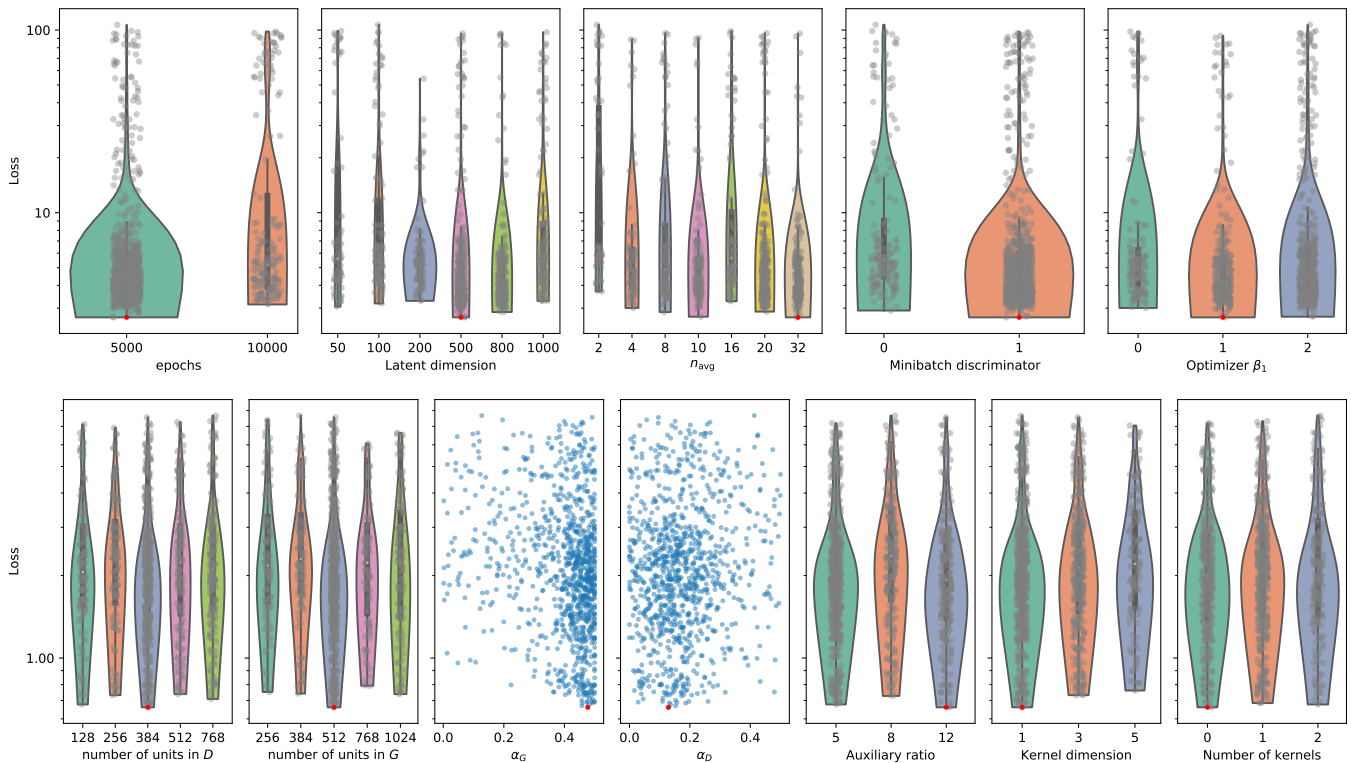 100
10
Loss
5000 10000
epochs
50 100 200 500 800 1000
Latent dimension
2 4 8 10 16 20 32
n_avg
0 1
Minibatch discriminator
0 1 2
Optimizer β₁
1.00
Loss
128 256 384 512 768
number of units in D
256 384 512 768 1024
number of units in G
0.0 0.2 0.4
α_G
0.0 0.2 0.4
α_D
5 8 12
Auxiliary ratio
1 3 5
Kernel dimension
0 1 2
Number of kernels